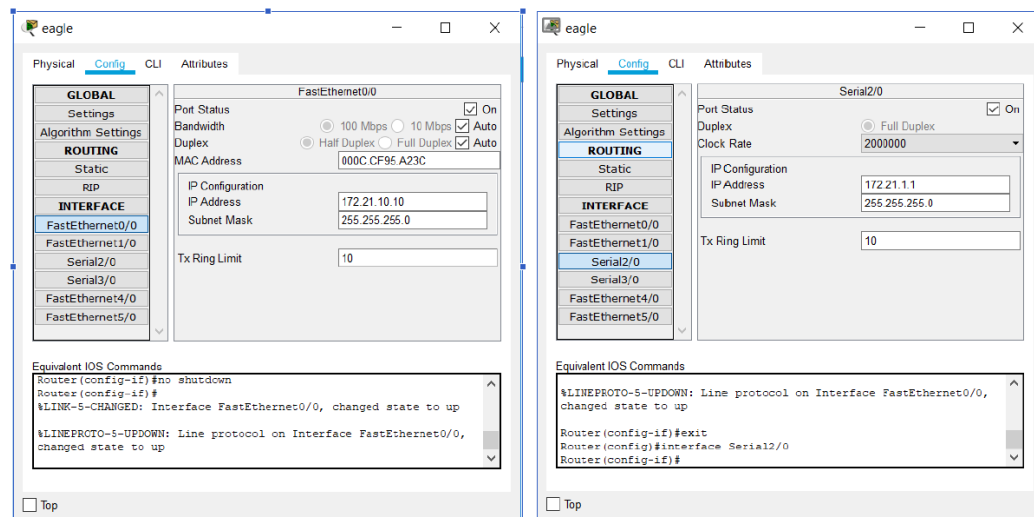 eagle
Physical Config CLI Attributes
GLOBAL
Settings
Algorithm Settings
ROUTING
Static
RIP
INTERFACE
FastEthernet0/0
FastEthernet1/0
Serial2/0
Serial3/0
FastEthernet4/0
FastEthernet5/0
FastEthernet0/0
Port Status On
Bandwidth 100 Mbps 10 Mbps Auto
Duplex Half Duplex Full Duplex Auto
MAC Address 000C.CF95.A23C
IP Configuration
IP Address 172.21.10.10
Subnet Mask 255.255.255.0
Tx Ring Limit 10
Equivalent IOS Commands
Router(config-if)#no shutdown
Router(config-if)#
%LINK-5-CHANGED: Interface FastEthernet0/0, changed state to up
%LINEPROTO-5-UPDOWN: Line protocol on Interface FastEthernet0/0,
changed state to up
Top
eagle
Physical Config CLI Attributes
GLOBAL
Settings
Algorithm Settings
ROUTING
Static
RIP
INTERFACE
FastEthernet0/0
FastEthernet1/0
Serial2/0
Serial3/0
FastEthernet4/0
FastEthernet5/0
Serial2/0
Port Status On
Duplex Full Duplex
Clock Rate 2000000
IP Configuration
IP Address 172.21.1.1
Subnet Mask 255.255.255.0
Tx Ring Limit 10
Equivalent IOS Commands
%LINEPROTO-5-UPDOWN: Line protocol on Interface FastEthernet0/0,
changed state to up
Router(config-if)#exit
Router(config)#interface Serial2/0
Router(config-if)#
Top